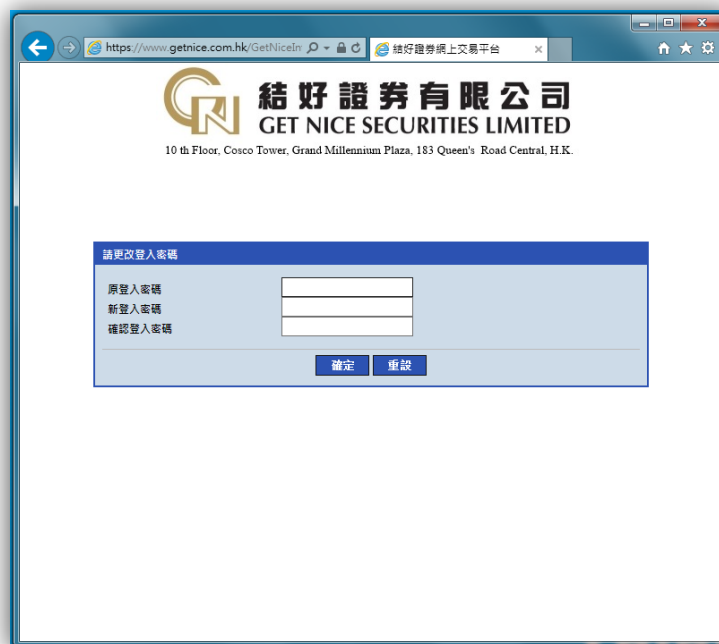 https://www.getnice.com.hk/GetNiceIn
結好證券網上交易平台
GN
結好證券有限公司
GET NICE SECURITIES LIMITED
10 th Floor, Cosco Tower, Grand Millennium Plaza, 183 Queen's Road Central, H.K.
請更改登入密碼
原登入密碼
新登入密碼
確認登入密碼
確定 重設